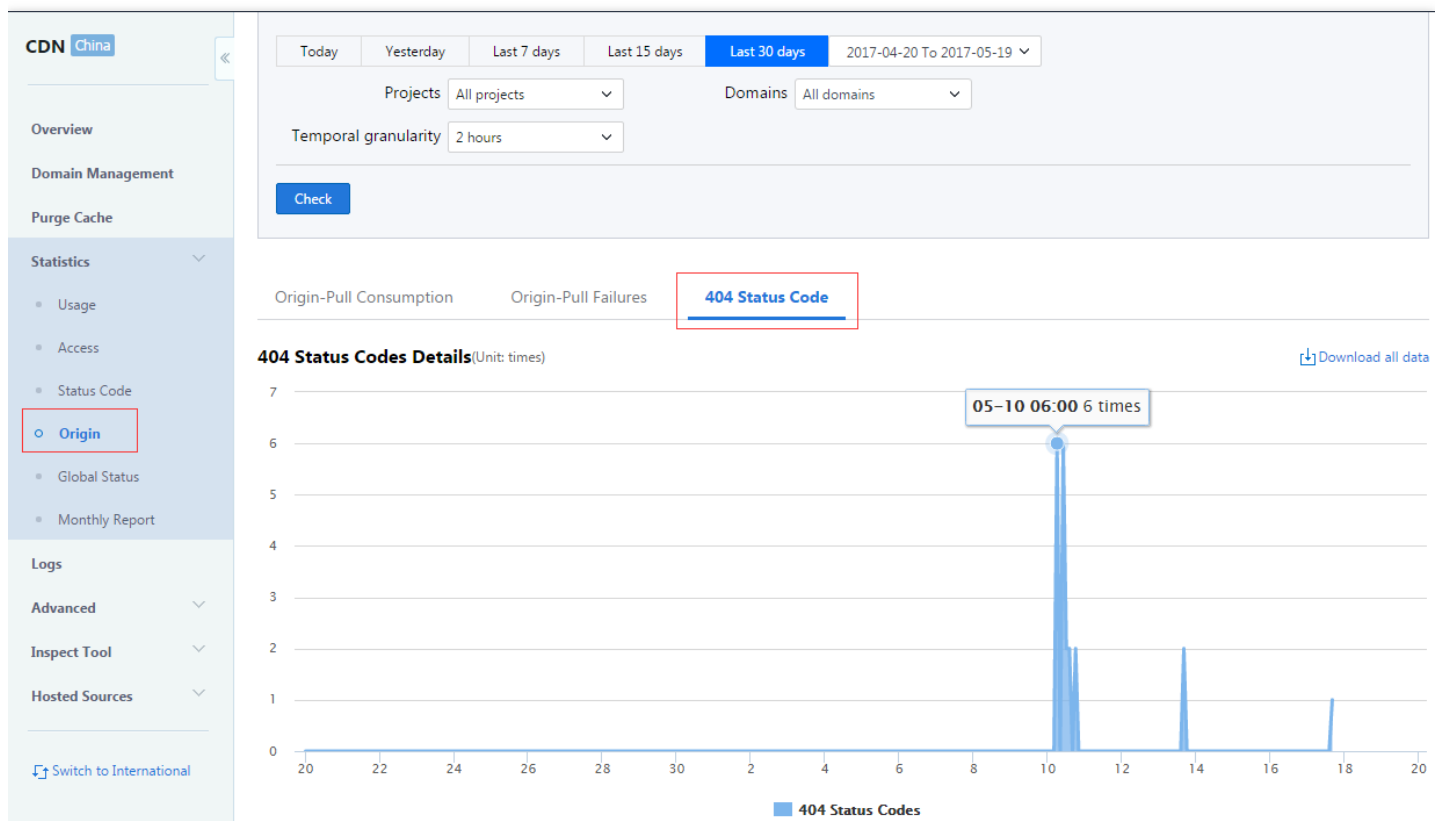 CDN China
«
Today Yesterday Last 7 days Last 15 days Last 30 days 2017-04-20 To 2017-05-19
Projects All projects Domains All domains
Temporal granularity 2 hours
Check
Overview
Domain Management
Purge Cache
Statistics
Usage
Access
Status Code
Origin
Global Status
Monthly Report
Logs
Advanced
Inspect Tool
Hosted Sources
Switch to International
Origin-Pull Consumption Origin-Pull Failures 404 Status Code
404 Status Codes Details(Unit: times) Download all data
7
05-10 06:00 6 times
6
5
4
3
2
1
0
20 22 24 26 28 30 2 4 6 8 10 12 14 16 18 20
404 Status Codes